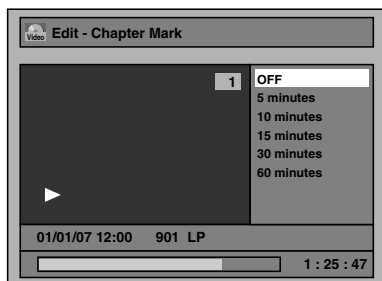 Video Edit - Chapter Mark
1
OFF
5 minutes
10 minutes
15 minutes
30 minutes
60 minutes
01/01/07 12:00 901 LP
1 : 25 : 47